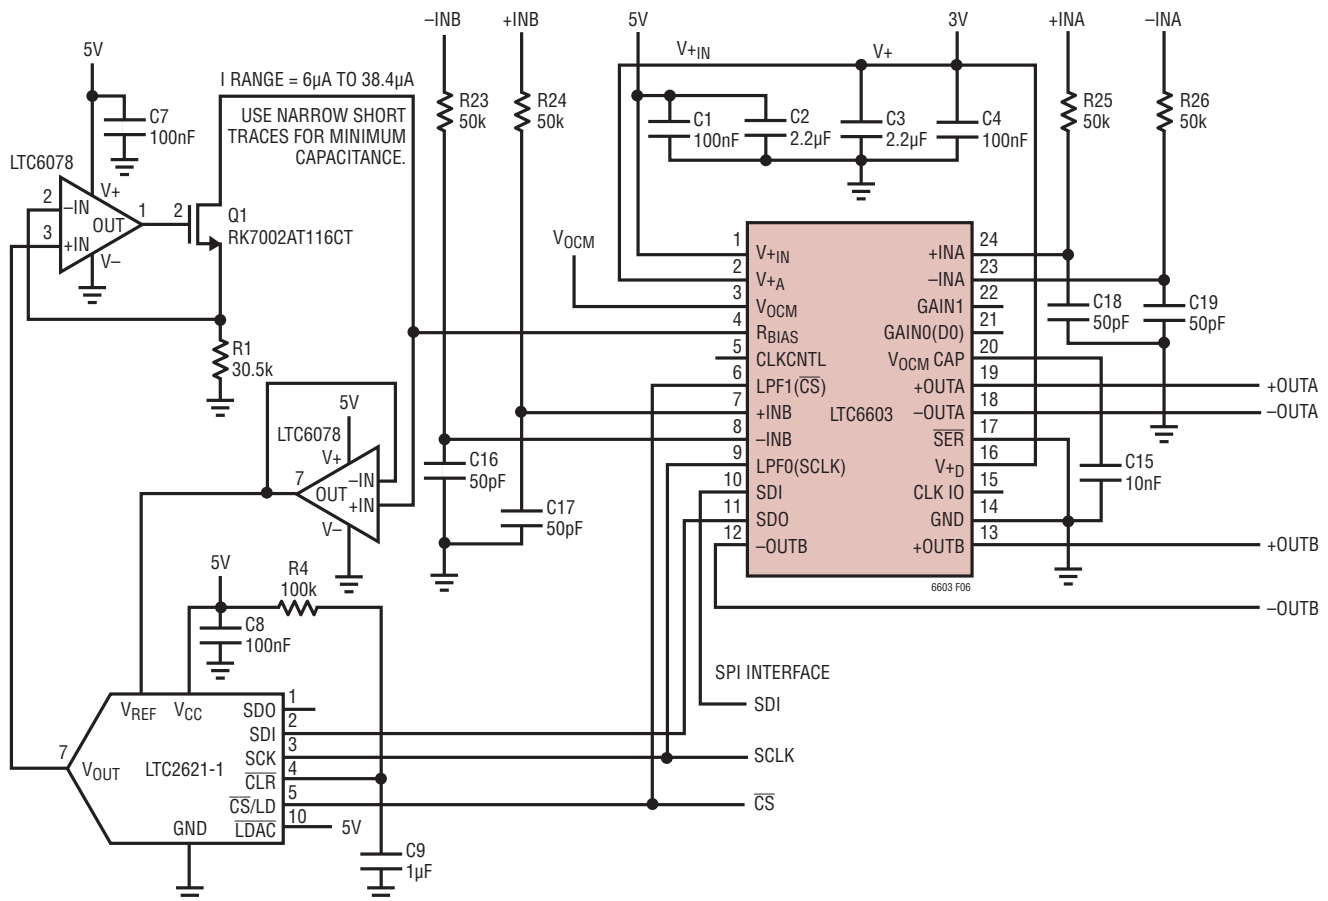 –INB
+INB
5V
3V
+INA
–INA
5V
V+IN
V+
I RANGE = 6µA TO 38.4µA
USE NARROW SHORT
TRACES FOR MINIMUM
CAPACITANCE.
C7
100nF
R23
50k
R24
50k
C1
100nF
C2
2.2µF
C3
2.2µF
C4
100nF
R25
50k
R26
50k
LTC6078
2
–IN
3
+IN
V+
OUT
V–
1
2
Q1
RK7002AT116CT
R1
30.5k
VOCM
1
V+IN
2
V+A
3
VOCM
4
RBIAS
5
CLKCNTL
6
LPF1(C̅S̅)
7
+INB
8
–INB
9
LPF0(SCLK)
10
SDI
11
SDO
12
–OUTB
LTC6603
+INA
24
–INA
23
GAIN1
22
GAIN0(D0)
21
VOCM CAP
20
+OUTA
19
–OUTA
18
S̅E̅R̅
17
V+D
16
CLK IO
15
GND
14
+OUTB
13
6603 F06
C18
50pF
C19
50pF
+OUTA
–OUTA
C15
10nF
+OUTB
–OUTB
5V
LTC6078
V+
7
OUT
–IN
+IN
V–
C16
50pF
C17
50pF
5V
R4
100k
C8
100nF
VREF
VCC
7
VOUT
LTC2621-1
GND
SDO
1
SDI
2
SCK
3
C̅L̅R̅
4
C̅S̅/LD
5
L̅D̅A̅C̅
10
5V
C9
1µF
SPI INTERFACE
SDI
SCLK
C̅S̅